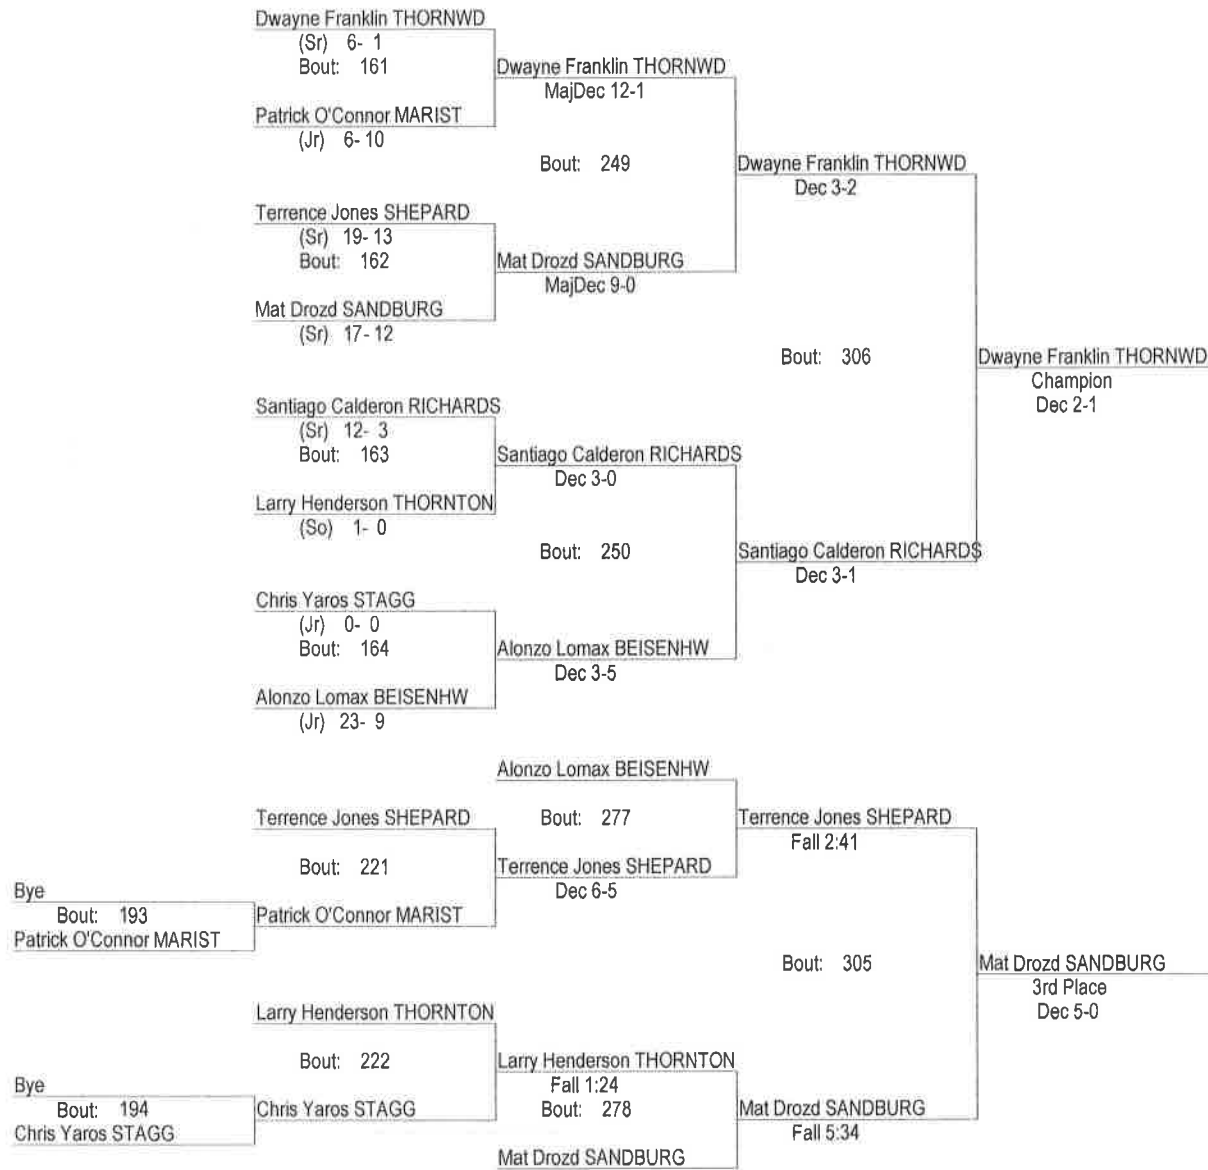 Dwayne Franklin THORNWD
(Sr) 6- 1
Bout: 161
Dwayne Franklin THORNWD
MajDec 12-1
Patrick O'Connor MARIST
(Jr) 6- 10
Bout: 249
Dwayne Franklin THORNWD
Dec 3-2
Terrence Jones SHEPARD
(Sr) 19- 13
Bout: 162
Mat Drozd SANDBURG
MajDec 9-0
Mat Drozd SANDBURG
(Sr) 17- 12
Bout: 306
Dwayne Franklin THORNWD
Champion
Dec 2-1
Santiago Calderon RICHARDS
(Sr) 12- 3
Bout: 163
Santiago Calderon RICHARDS
Dec 3-0
Larry Henderson THORNTON
(So) 1- 0
Bout: 250
Santiago Calderon RICHARDS
Dec 3-1
Chris Yaros STAGG
(Jr) 0- 0
Bout: 164
Alonzo Lomax BEISENHW
Dec 3-5
Alonzo Lomax BEISENHW
(Jr) 23- 9
Alonzo Lomax BEISENHW
Terrence Jones SHEPARD
Bout: 277
Terrence Jones SHEPARD
Fall 2:41
Bout: 221
Terrence Jones SHEPARD
Dec 6-5
Bye
Bout: 193
Patrick O'Connor MARIST
Patrick O'Connor MARIST
Bout: 305
Mat Drozd SANDBURG
3rd Place
Dec 5-0
Larry Henderson THORNTON
Bout: 222
Larry Henderson THORNTON
Fall 1:24
Bye
Bout: 194
Chris Yaros STAGG
Chris Yaros STAGG
Bout: 278
Mat Drozd SANDBURG
Fall 5:34
Mat Drozd SANDBURG